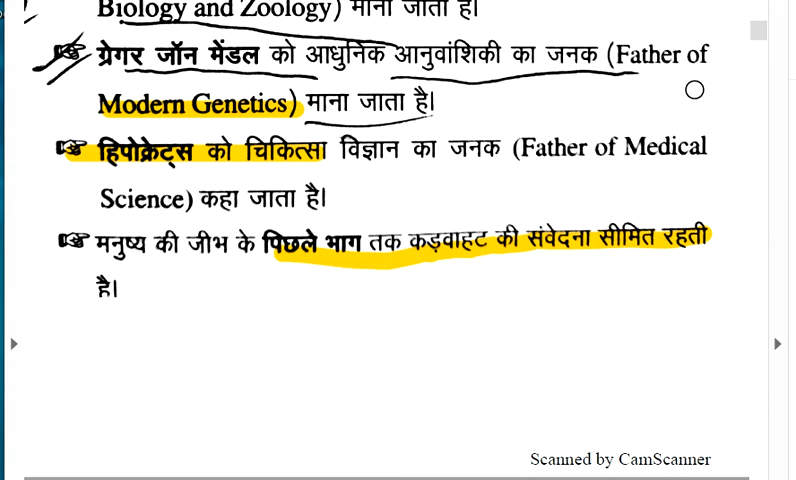 Biology and Zoology) माना जाता है।
ग्रेगर जॉन मेंडल को आधुनिक आनुवांशिकी का जनक (Father of
Modern Genetics) माना जाता है।
हिपोक्रेट्स को चिकित्सा विज्ञान का जनक (Father of Medical
Science) कहा जाता है।
मनुष्य की जीभ के पिछले भाग तक कड़वाहट की संवेदना सीमित रहती
है।
Scanned by CamScanner